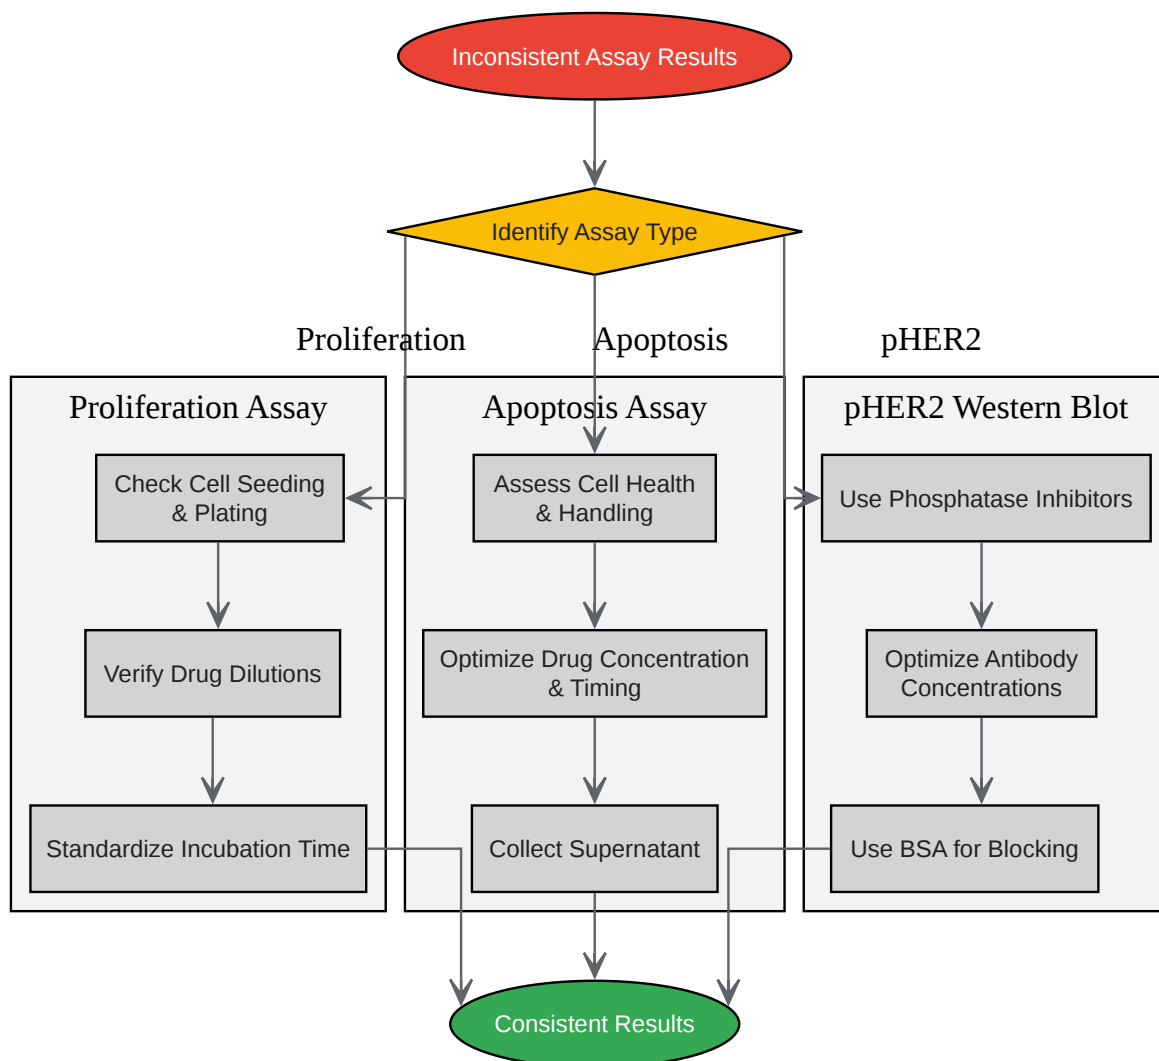 Inconsistent Assay Results
Identify Assay Type
Proliferation
Apoptosis
pHER2
Proliferation Assay
Check Cell Seeding
& Plating
Verify Drug Dilutions
Standardize Incubation Time
Apoptosis Assay
Assess Cell Health
& Handling
Optimize Drug Concentration
& Timing
Collect Supernatant
pHER2 Western Blot
Use Phosphatase Inhibitors
Optimize Antibody
Concentrations
Use BSA for Blocking
Consistent Results